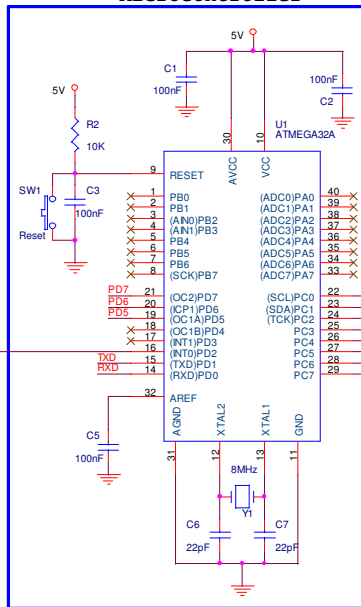 5V
C1
100nF
100nF
C2
5V
R2
10K
U1
ATMEGA32A
30 10
AVCC VCC
9 RESET
SW1
Reset
C3
100nF
1 PB0 (ADC0)PA0 40
2 PB1 (ADC1)PA1 39
3 (AIN0)PB2 (ADC2)PA2 38
4 (AIN1)PB3 (ADC3)PA3 37
5 PB4 (ADC4)PA4 36
6 PB5 (ADC5)PA5 35
7 PB6 (ADC6)PA6 34
8 (SCK)PB7 (ADC7)PA7 33
PD7 21 (OC2)PD7 (SCL)PC0 22
PD6 20 (ICP1)PD6 (SDA)PC1 23
PD5 19 (OC1A)PD5 (TCK)PC2 24
18 (OC1B)PD4 PC3 25
17 (INT1)PD3 PC4 26
16 (INT0)PD2 PC5 27
TXD 15 (TXD)PD1 PC6 28
RXD 14 (RXD)PD0 PC7 29
32 AREF
AGND XTAL2 XTAL1 GND
31 12 13 11
C5
100nF
8MHz
Y1
C6 C7
22pF 22pF